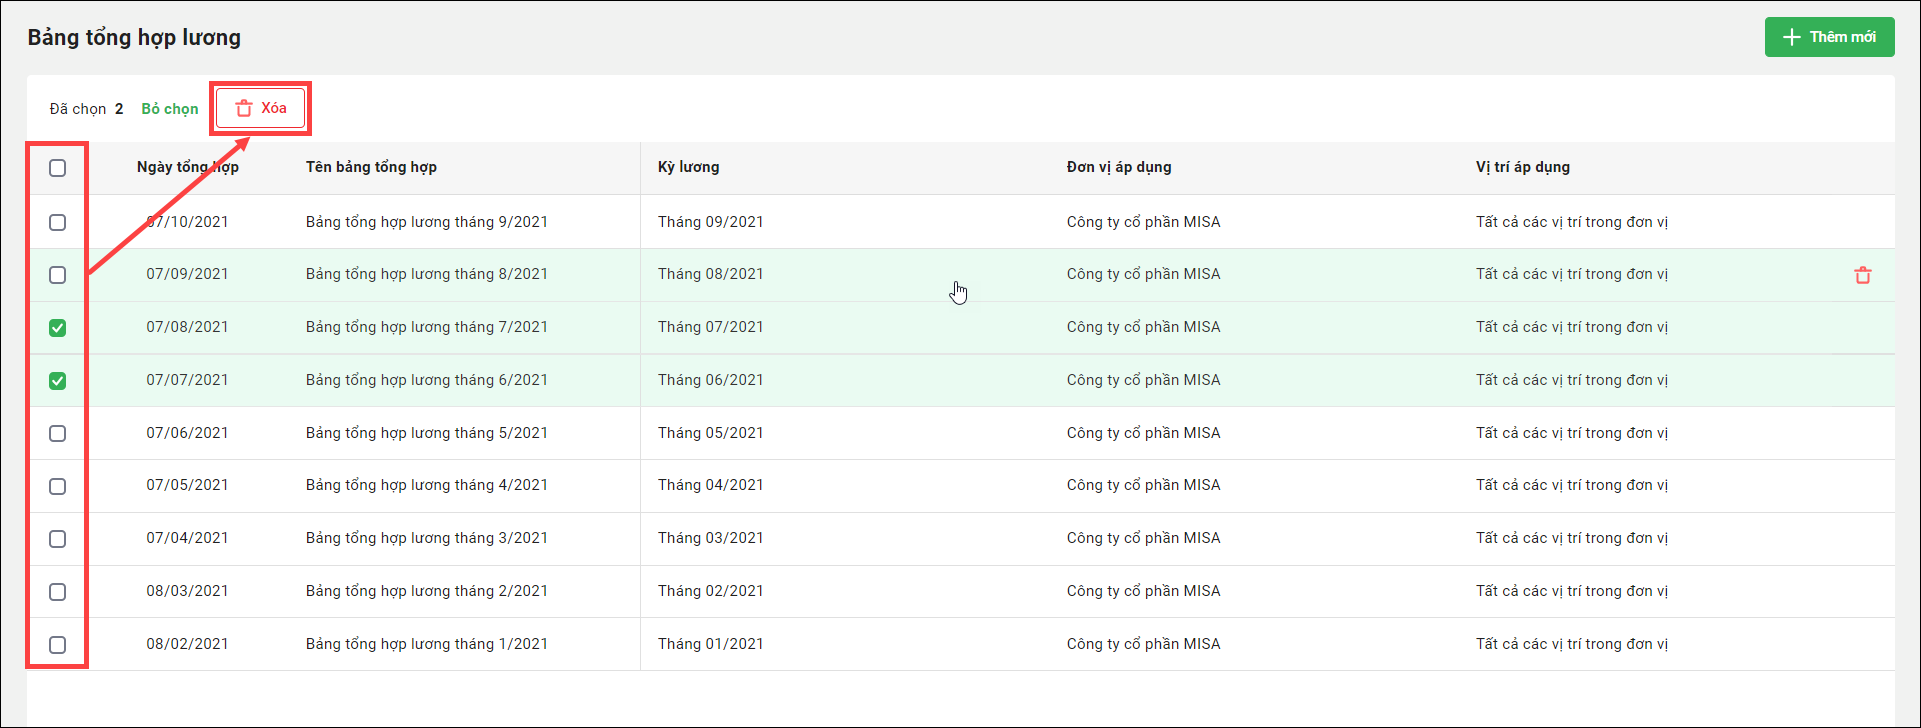 Bảng tổng hợp lương
Thêm mới
Đã chọn 2 Bỏ chọn Xóa
Ngày tổng hợp Tên bảng tổng hợp Kỳ lương Đơn vị áp dụng Vị trí áp dụng
07/10/2021 Bảng tổng hợp lương tháng 9/2021 Tháng 09/2021 Công ty cổ phần MISA Tất cả các vị trí trong đơn vị
07/09/2021 Bảng tổng hợp lương tháng 8/2021 Tháng 08/2021 Công ty cổ phần MISA Tất cả các vị trí trong đơn vị
07/08/2021 Bảng tổng hợp lương tháng 7/2021 Tháng 07/2021 Công ty cổ phần MISA Tất cả các vị trí trong đơn vị
07/07/2021 Bảng tổng hợp lương tháng 6/2021 Tháng 06/2021 Công ty cổ phần MISA Tất cả các vị trí trong đơn vị
07/06/2021 Bảng tổng hợp lương tháng 5/2021 Tháng 05/2021 Công ty cổ phần MISA Tất cả các vị trí trong đơn vị
07/05/2021 Bảng tổng hợp lương tháng 4/2021 Tháng 04/2021 Công ty cổ phần MISA Tất cả các vị trí trong đơn vị
07/04/2021 Bảng tổng hợp lương tháng 3/2021 Tháng 03/2021 Công ty cổ phần MISA Tất cả các vị trí trong đơn vị
08/03/2021 Bảng tổng hợp lương tháng 2/2021 Tháng 02/2021 Công ty cổ phần MISA Tất cả các vị trí trong đơn vị
08/02/2021 Bảng tổng hợp lương tháng 1/2021 Tháng 01/2021 Công ty cổ phần MISA Tất cả các vị trí trong đơn vị